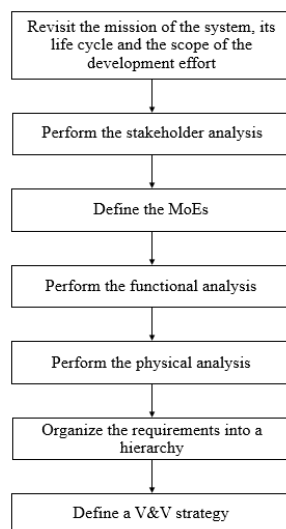 Revisit the mission of the system, its
life cycle and the scope of the
development effort
Perform the stakeholder analysis
Define the MoEs
Perform the functional analysis
Perform the physical analysis
Organize the requirements into a
hierarchy
Define a V&V strategy